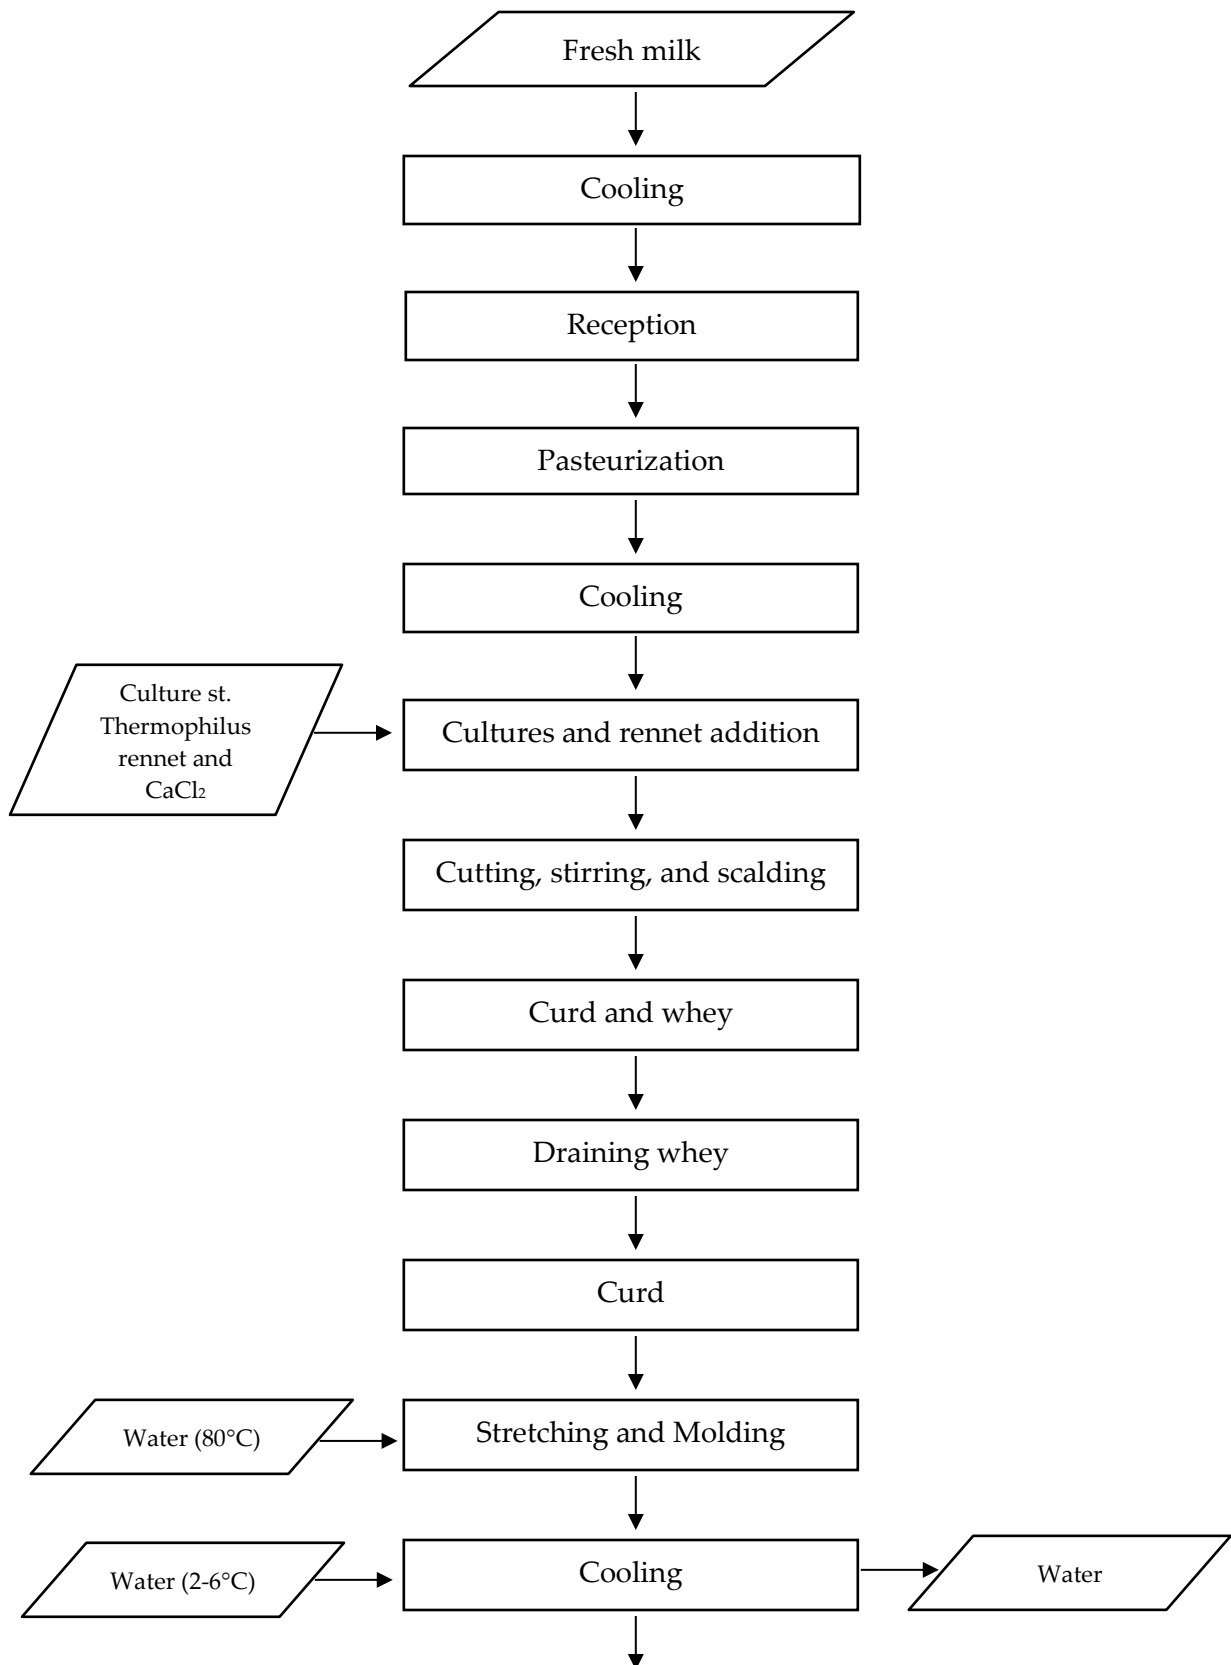 Fresh milk
Cooling
Reception
Pasteurization
Cooling
Culture st.
Thermophilus
rennet and
CaCl₂
Cultures and rennet addition
Cutting, stirring, and scalding
Curd and whey
Draining whey
Curd
Water (80°C)
Stretching and Molding
Water (2-6°C)
Cooling
Water